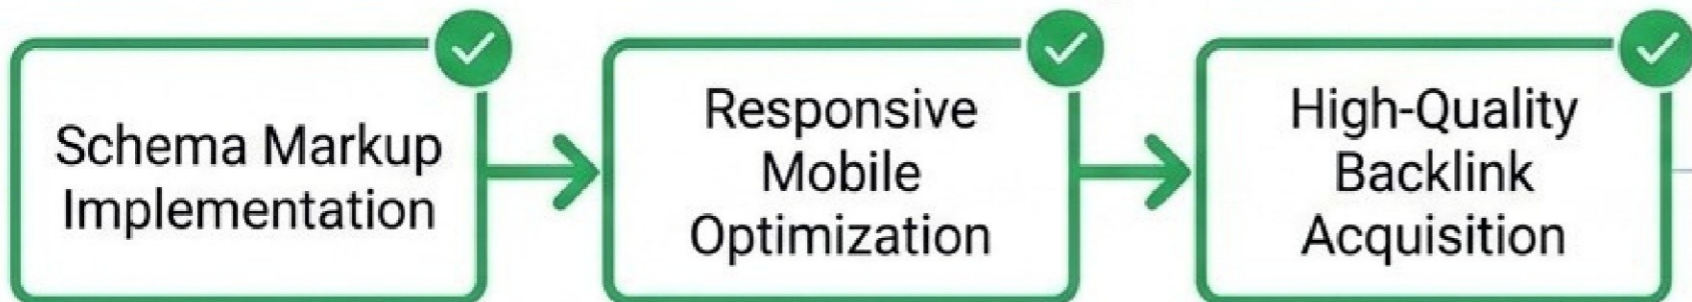 Schema Markup
Implementation
Responsive
Mobile
Optimization
High-Quality
Backlink
Acquisition